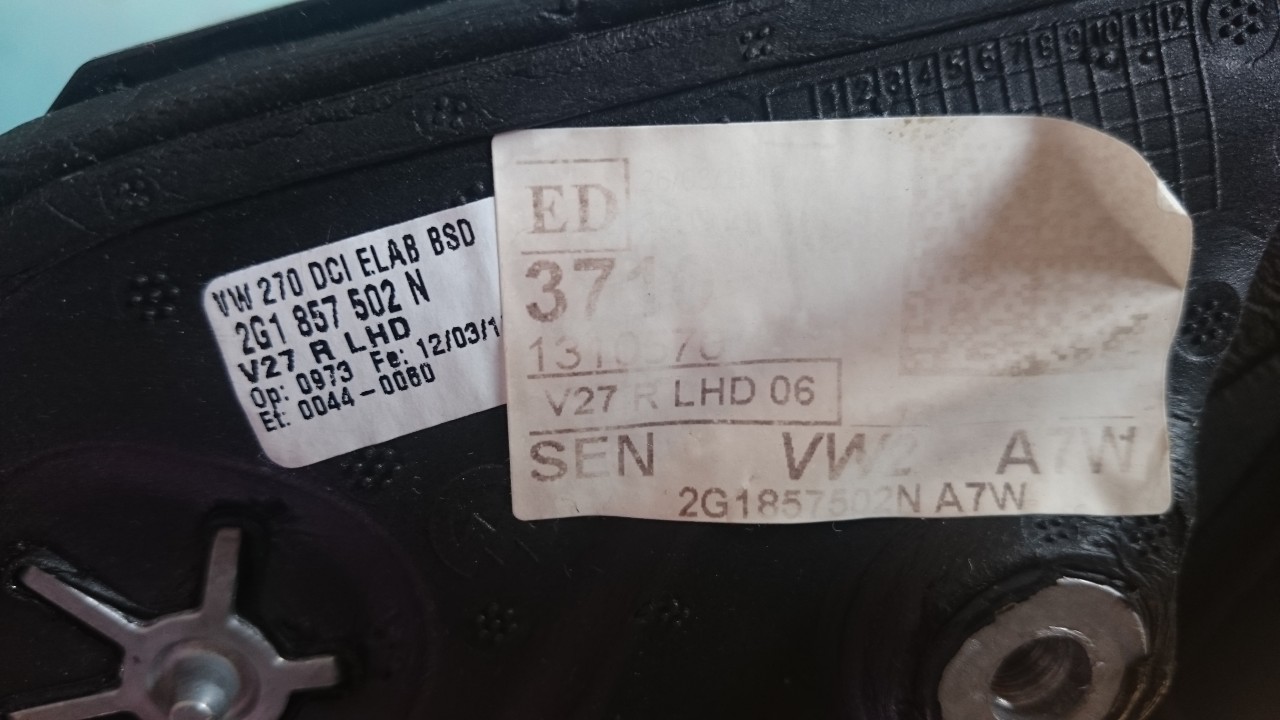 1 2 3 4 5 6 7 8 9 10 11 12
VW 270 DCI ELAB BSD
2G1 857 502 N
V27 R LHD
Op: 0973 Fe: 12/03/1
Et: 0044-0060
ED
V27 R LHD 06
SEN VW2 A7W
2G1857502N A7W